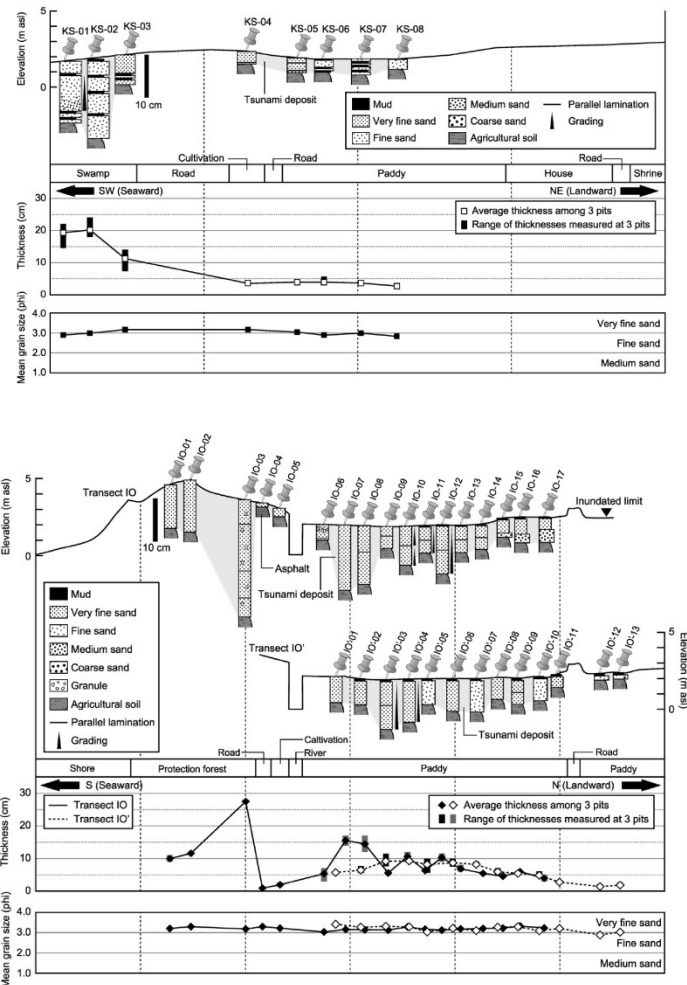 Elevation (m asl)
5
0
KS-01
KS-02
KS-03
KS-04
KS-05
KS-06
KS-07
KS-08
10 cm
Tsunami deposit
Mud
Very fine sand
Fine sand
Medium sand
Coarse sand
Agricultural soil
Parallel lamination
Grading
Cultivation
Road
Road
Swamp
Road
Paddy
House
Shrine
SW (Seaward)
NE (Landward)
Thickness (cm)
30
20
10
0
Average thickness among 3 pits
Range of thicknesses measured at 3 pits
Mean grain size (phi)
4.0
3.0
2.0
1.0
Very fine sand
Fine sand
Medium sand
Elevation (m asl)
5
0
Transect IO
IO-01
IO-02
IO-03
IO-04
IO-05
IO-06
IO-07
IO-08
IO-09
IO-10
IO-11
IO-12
IO-13
IO-14
IO-15
IO-16
IO-17
Inundated limit
10 cm
Asphalt
Tsunami deposit
Mud
Very fine sand
Fine sand
Medium sand
Coarse sand
Granule
Agricultural soil
Parallel lamination
Grading
Transect IO'
IO'-01
IO'-02
IO'-03
IO'-04
IO'-05
IO'-06
IO'-07
IO'-08
IO'-09
IO'-10
IO'-11
IO'-12
IO'-13
5
0
Elevation (m asl)
Tsunami deposit
Road
Cultivation
River
Road
Shore
Protection forest
Paddy
Paddy
S (Seaward)
N (Landward)
Thickness (cm)
30
20
10
0
Transect IO
Transect IO'
Average thickness among 3 pits
Range of thicknesses measured at 3 pits
Mean grain size (phi)
4.0
3.0
2.0
1.0
Very fine sand
Fine sand
Medium sand